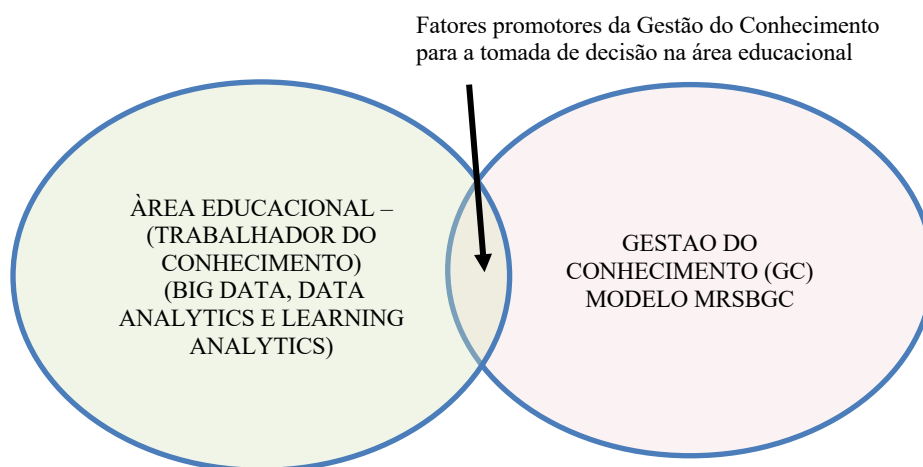 Fatores promotores da Gestão do Conhecimento
para a tomada de decisão na área educacional
ÀREA EDUCACIONAL –
(TRABALHADOR DO
CONHECIMENTO)
(BIG DATA, DATA
ANALYTICS E LEARNING
ANALYTICS)
GESTAO DO
CONHECIMENTO (GC)
MODELO MRSBGC